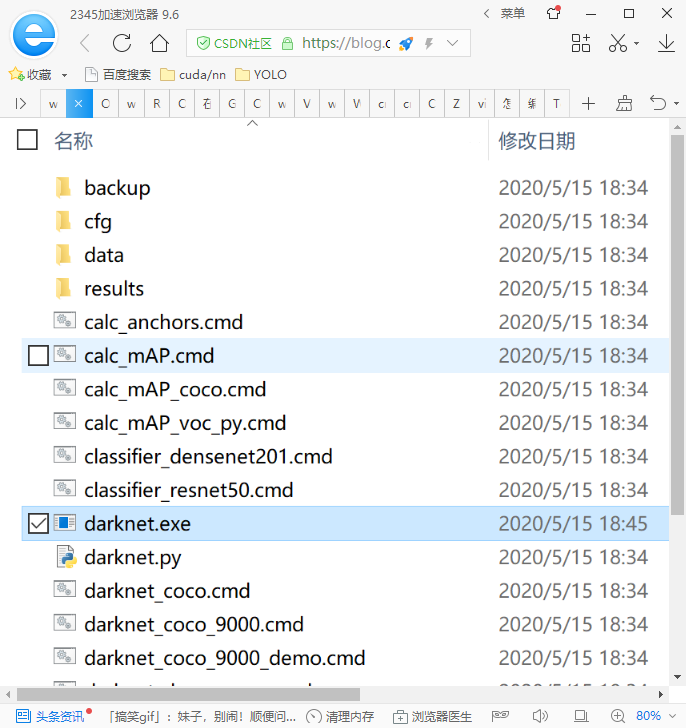 2345加速浏览器 9.6
菜单
CSDN社区 https://blog.c
收藏 百度搜索 cuda/nn YOLO
w C w R C 在 G C w V w W c c C Z vi 怎 编 T
名称 修改日期
backup 2020/5/15 18:34
cfg 2020/5/15 18:34
data 2020/5/15 18:34
results 2020/5/15 18:34
calc_anchors.cmd 2020/5/15 18:34
calc_mAP.cmd 2020/5/15 18:34
calc_mAP_coco.cmd 2020/5/15 18:34
calc_mAP_voc_py.cmd 2020/5/15 18:34
classifier_densenet201.cmd 2020/5/15 18:34
classifier_resnet50.cmd 2020/5/15 18:34
darknet.exe 2020/5/15 18:45
darknet.py 2020/5/15 18:34
darknet_coco.cmd 2020/5/15 18:34
darknet_coco_9000.cmd 2020/5/15 18:34
darknet_coco_9000_demo.cmd 2020/5/15 18:34
头条资讯 「搞笑gif」：妹子，别闹！顺便问... 清理内存 浏览器医生 80%